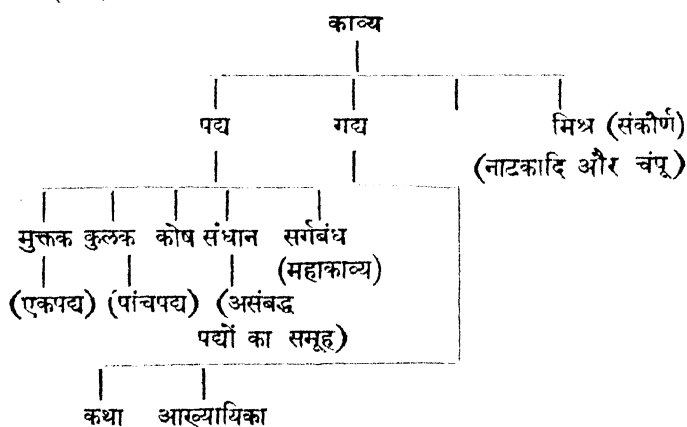 काव्य
पद्य गद्य मिश्र (संकीर्ण)
(नाटकादि और चंपू)
मुक्तक कुलक कोष संधान सर्गबंध
(महाकाव्य)
(एकपद्य) (पांचपद्य) (असंबद्ध
पद्यों का समूह)
कथा आख्यायिका